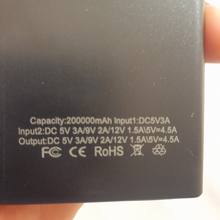 Capacity:200000mAh Input1:DC5V3A
Input2:DC 5V 3A/9V 2A/12V 1.5A\5V=4.5A
Output:DC 5V 3A/9V 2A/12V 1.5A\5V=4.5A
FC CE RoHS